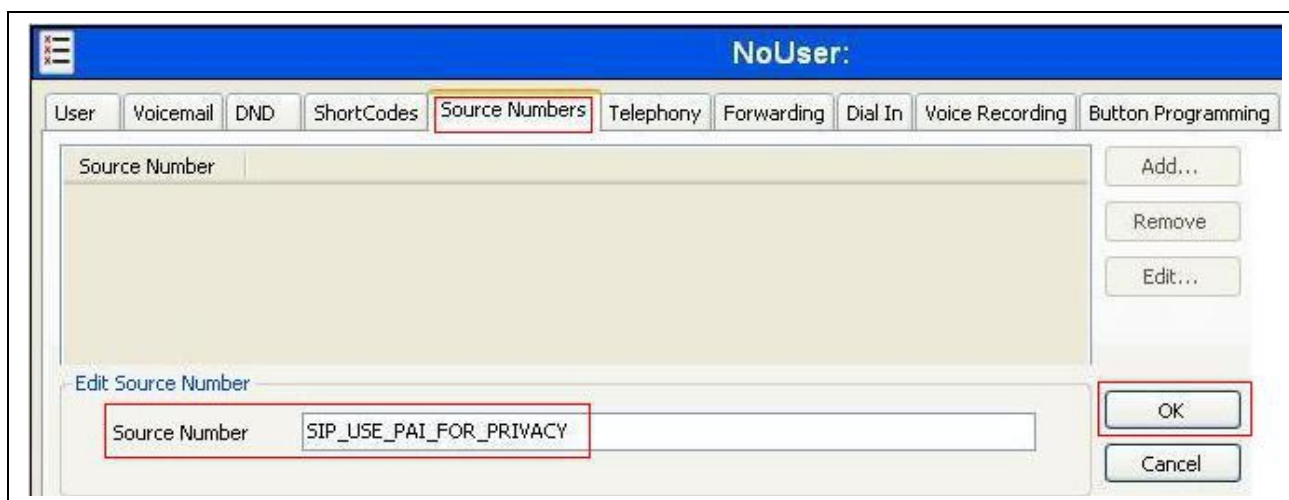 NoUser:
User Voicemail DND ShortCodes Source Numbers Telephony Forwarding Dial In Voice Recording Button Programming
Source Number
Add...
Remove
Edit...
Edit Source Number
Source Number SIP_USE_PAI_FOR_PRIVACY
OK
Cancel